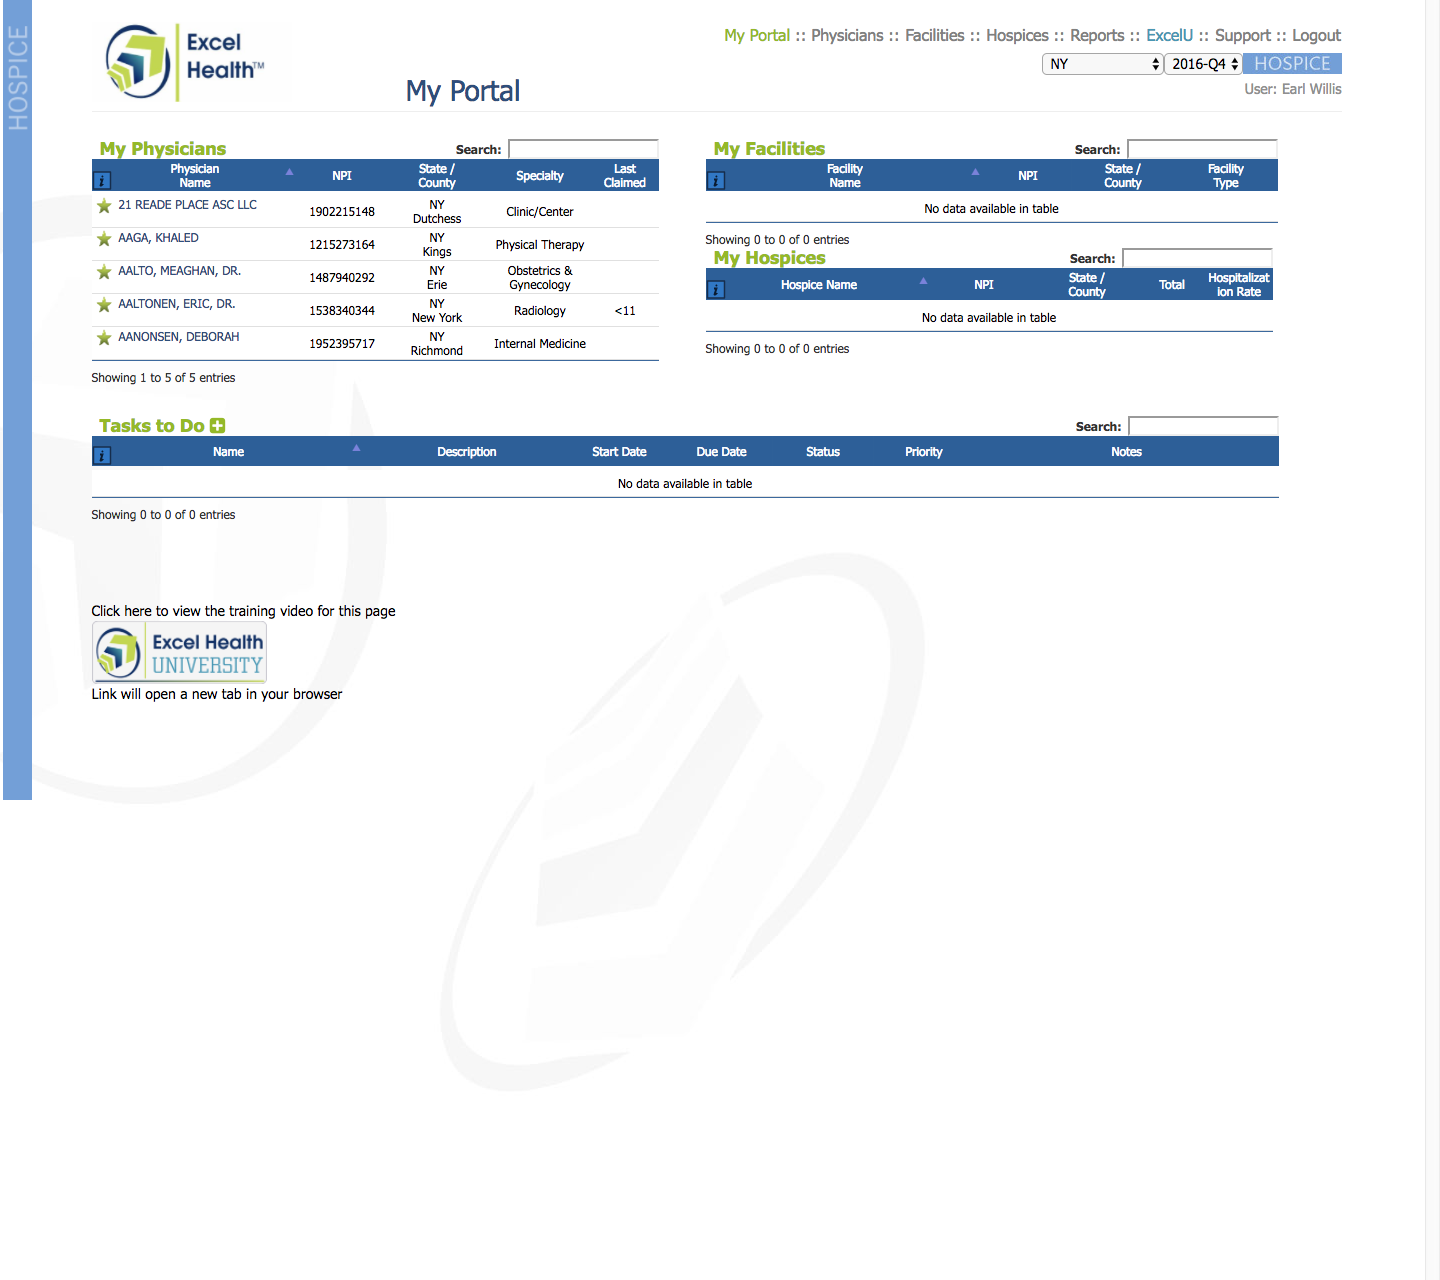 HOSPICE
Excel
Health™
My Portal
My Portal :: Physicians :: Facilities :: Hospices :: Reports :: ExcelU :: Support :: Logout
NY 2016-Q4 HOSPICE
User: Earl Willis
My Physicians Search:
i Physician Name NPI State / County Specialty Last Claimed
21 READE PLACE ASC LLC 1902215148 NY Dutchess Clinic/Center
AAGA, KHALED 1215273164 NY Kings Physical Therapy
AALTO, MEAGHAN, DR. 1487940292 NY Erie Obstetrics & Gynecology
AALTONEN, ERIC, DR. 1538340344 NY New York Radiology <11
AANONSEN, DEBORAH 1952395717 NY Richmond Internal Medicine
Showing 1 to 5 of 5 entries
My Facilities Search:
i Facility Name NPI State / County Facility Type
No data available in table
Showing 0 to 0 of 0 entries
My Hospices Search:
i Hospice Name NPI State / County Total Hospitalizat ion Rate
No data available in table
Showing 0 to 0 of 0 entries
Tasks to Do Search:
i Name Description Start Date Due Date Status Priority Notes
No data available in table
Showing 0 to 0 of 0 entries
Click here to view the training video for this page
Excel Health
UNIVERSITY
Link will open a new tab in your browser